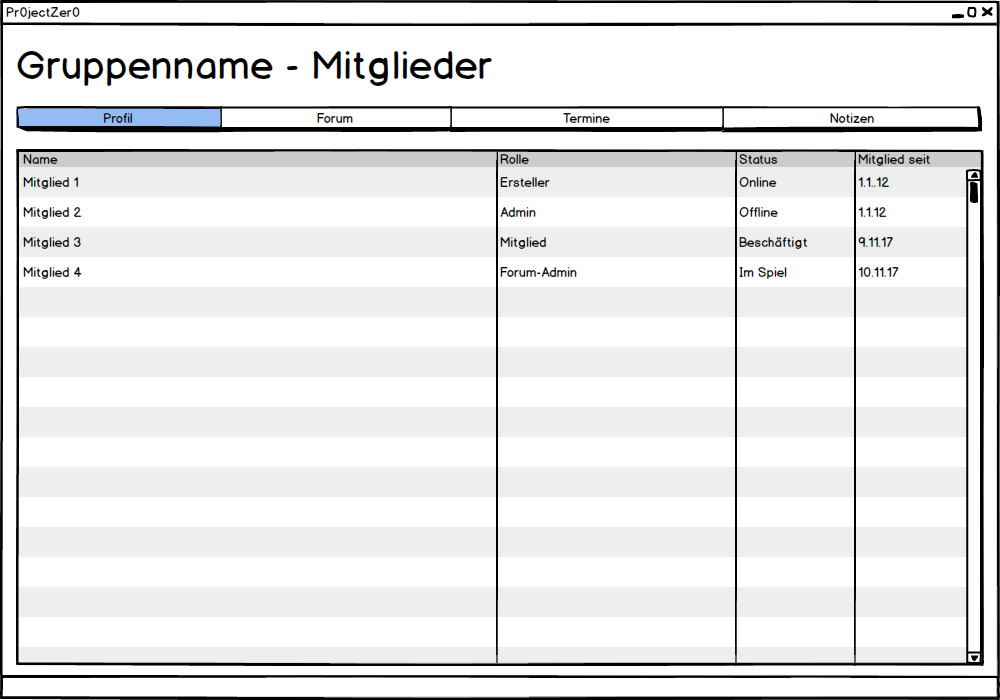 Pr0jectZer0
Gruppenname - Mitglieder
Profil Forum Termine Notizen
Name Rolle Status Mitglied seit
Mitglied 1 Ersteller Online 1.1..12
Mitglied 2 Admin Offline 1.1.12
Mitglied 3 Mitglied Beschäftigt 9.11.17
Mitglied 4 Forum-Admin Im Spiel 10.11.17